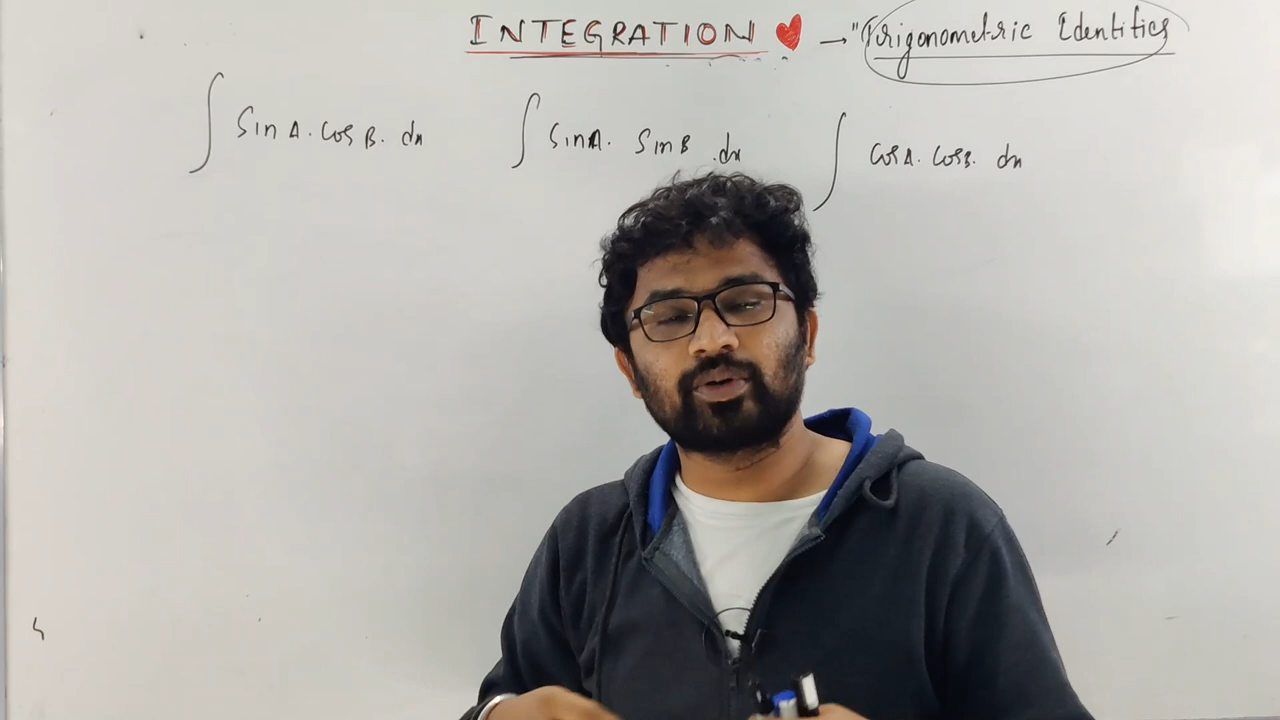 INTEGRATION ❤ → "Trigonometric Identities
∫ Sin A . Cos B . dx ∫ Sin A . Sin B . dx ∫ Cos A . Cos B . dx